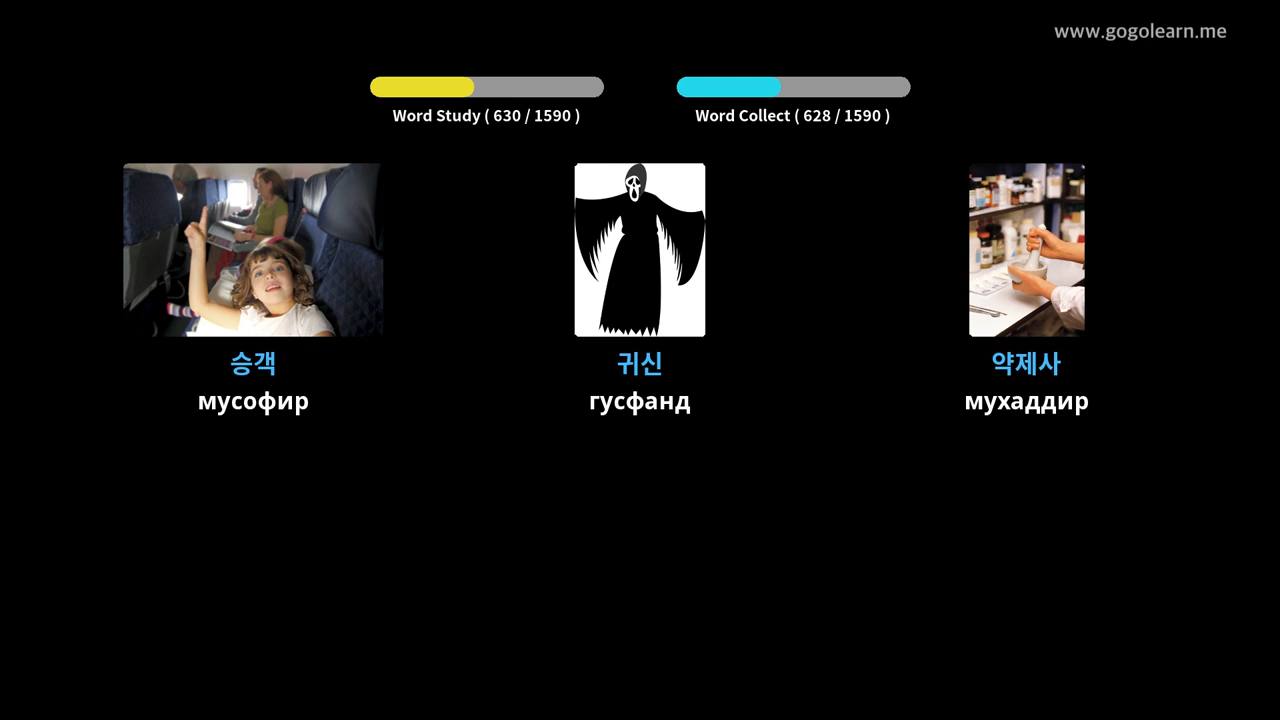 www.gogolearn.me
Word Study ( 630 / 1590 )
Word Collect ( 628 / 1590 )
승객
мусофир
귀신
гусфанд
약제사
мухаддир